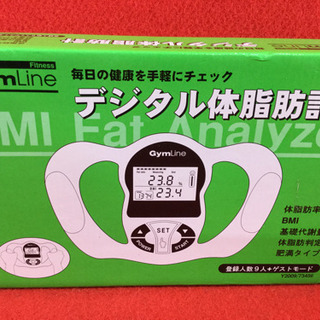 Fitness
mLine
毎日の健康を手軽にチェック
デジタル体脂肪計
MI Fat Analyze
GymLine
23.8 %
23.4
POWER
SET
START
体脂肪率
BMI
基礎代謝量
体脂肪判定
肥満タイプ
登録人数9人+ゲストモード